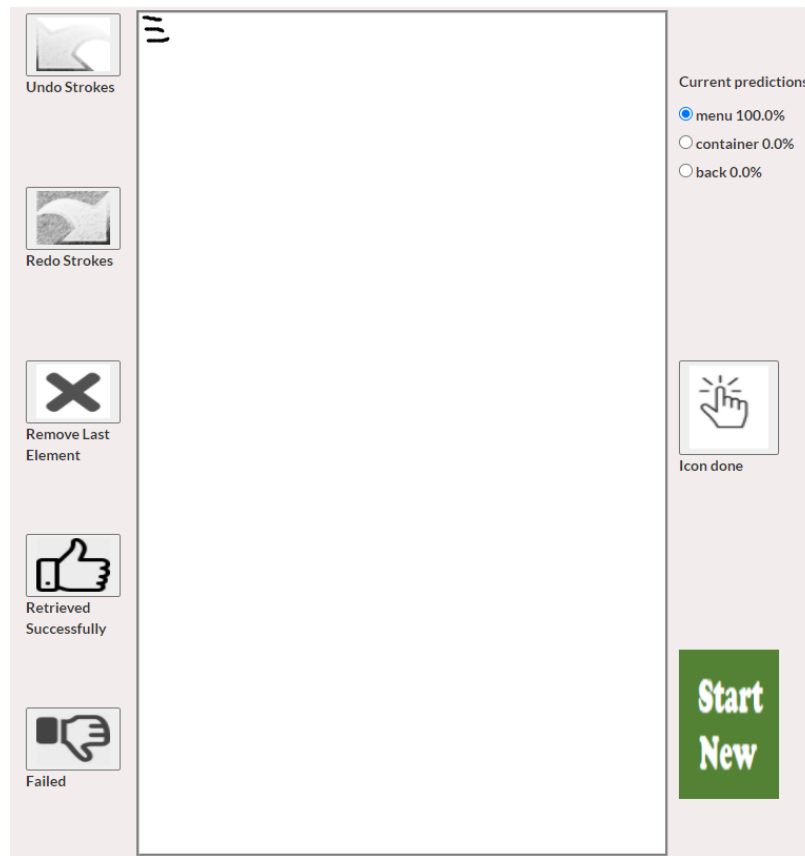 Undo Strokes
Redo Strokes
Remove Last
Element
Retrieved
Successfully
Failed
Current predictions
menu 100.0%
container 0.0%
back 0.0%
Icon done
Start
New